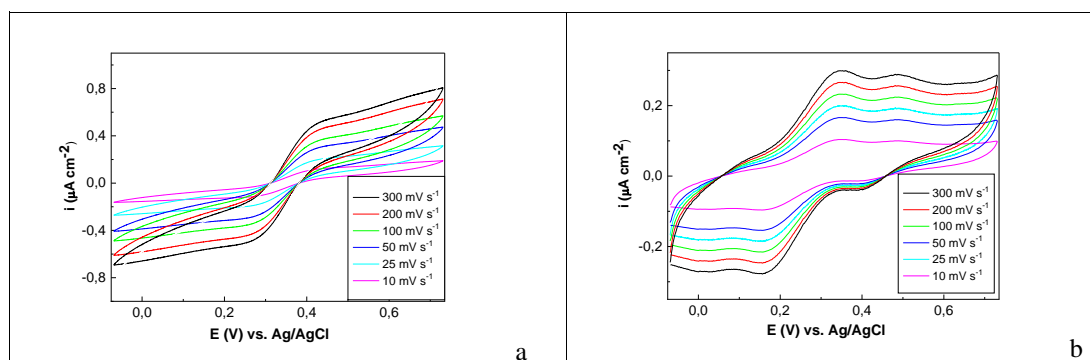 0,8
0,4
0,0
-0,4
-0,8
i (µA cm-2)
300 mV s-1
200 mV s-1
100 mV s-1
50 mV s-1
25 mV s-1
10 mV s-1
0,0 0,2 0,4 0,6
E (V) vs. Ag/AgCl
a
0,2
0,0
-0,2
i (µA cm-2)
300 mV s-1
200 mV s-1
100 mV s-1
50 mV s-1
25 mV s-1
10 mV s-1
0,0 0,2 0,4 0,6
E (V) vs. Ag/AgCl
b